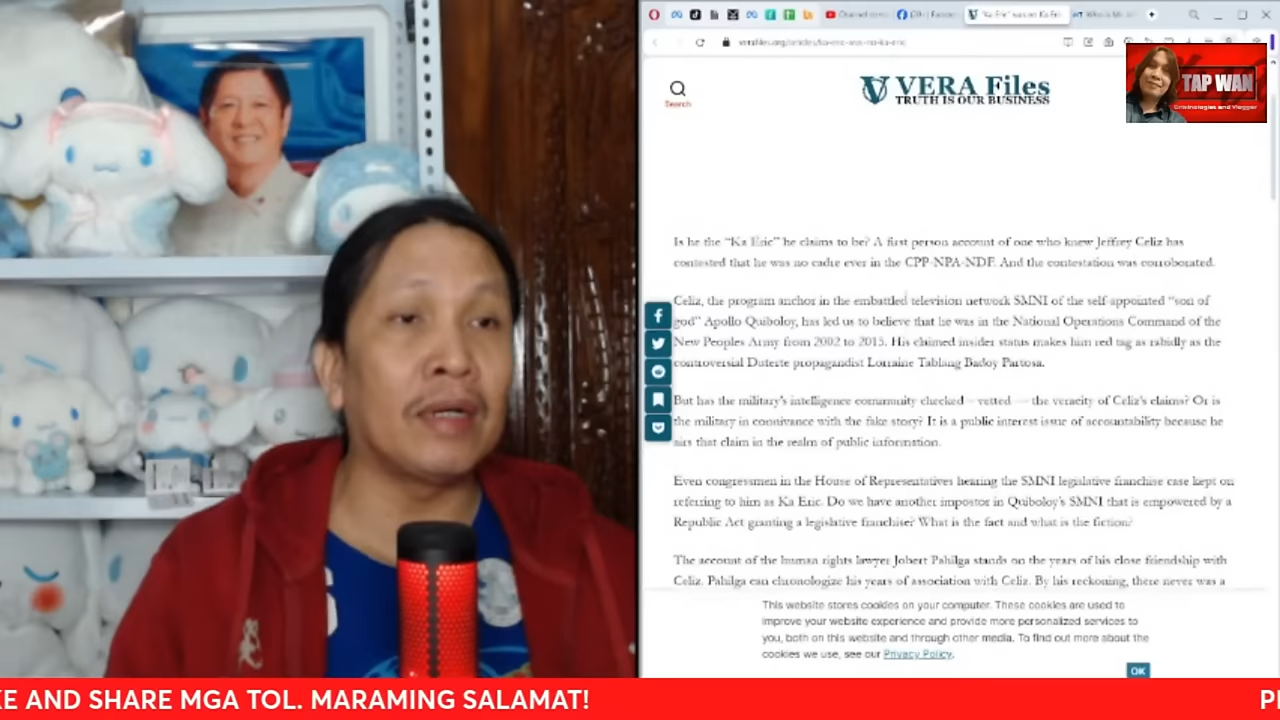 verafiles.org/articles/ka-eric-was-no-ka-eric
Search
VERA Files
TRUTH IS OUR BUSINESS
TAP WAN
Criminologist and Vlogger
Is he the “Ka Eric” he claims to be? A first person account of one who knew Jeffrey Celiz has
contested that he was no cadre ever in the CPP-NPA-NDF. And the contestation was corroborated.
Celiz, the program anchor in the embattled television network SMNI of the self-appointed “son of
god” Apollo Quiboloy, has led us to believe that he was in the National Operations Command of the
New Peoples Army from 2002 to 2015. His claimed insider status makes him red tag as rabidly as the
controversial Duterte propagandist Lorraine Tablang Badoy Partosa.
But has the military’s intelligence community checked – vetted — the veracity of Celiz’s claims? Or is
the military in connivance with the fake story? It is a public interest issue of accountability because he
airs that claim in the realm of public information.
Even congressmen in the House of Representatives hearing the SMNI legislative franchise case kept on
referring to him as Ka Eric. Do we have another impostor in Quiboloy’s SMNI that is empowered by a
Republic Act granting a legislative franchise? What is the fact and what is the fiction?
The account of the human rights lawyer Jobert Pahilga stands on the years of his close friendship with
Celiz. Pahilga can chronologize his years of association with Celiz. By his reckoning, there never was a
This website stores cookies on your computer. These cookies are used to
improve your website experience and provide more personalized services to
you, both on this website and through other media. To find out more about the
cookies we use, see our Privacy Policy.
OK
KE AND SHARE MGA TOL. MARAMING SALAMAT!